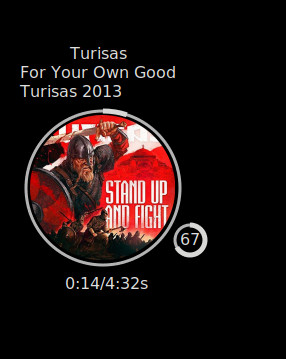 Turisas
For Your Own Good
Turisas 2013
STAND UP
AND FIGHT
67
0:14/4:32s